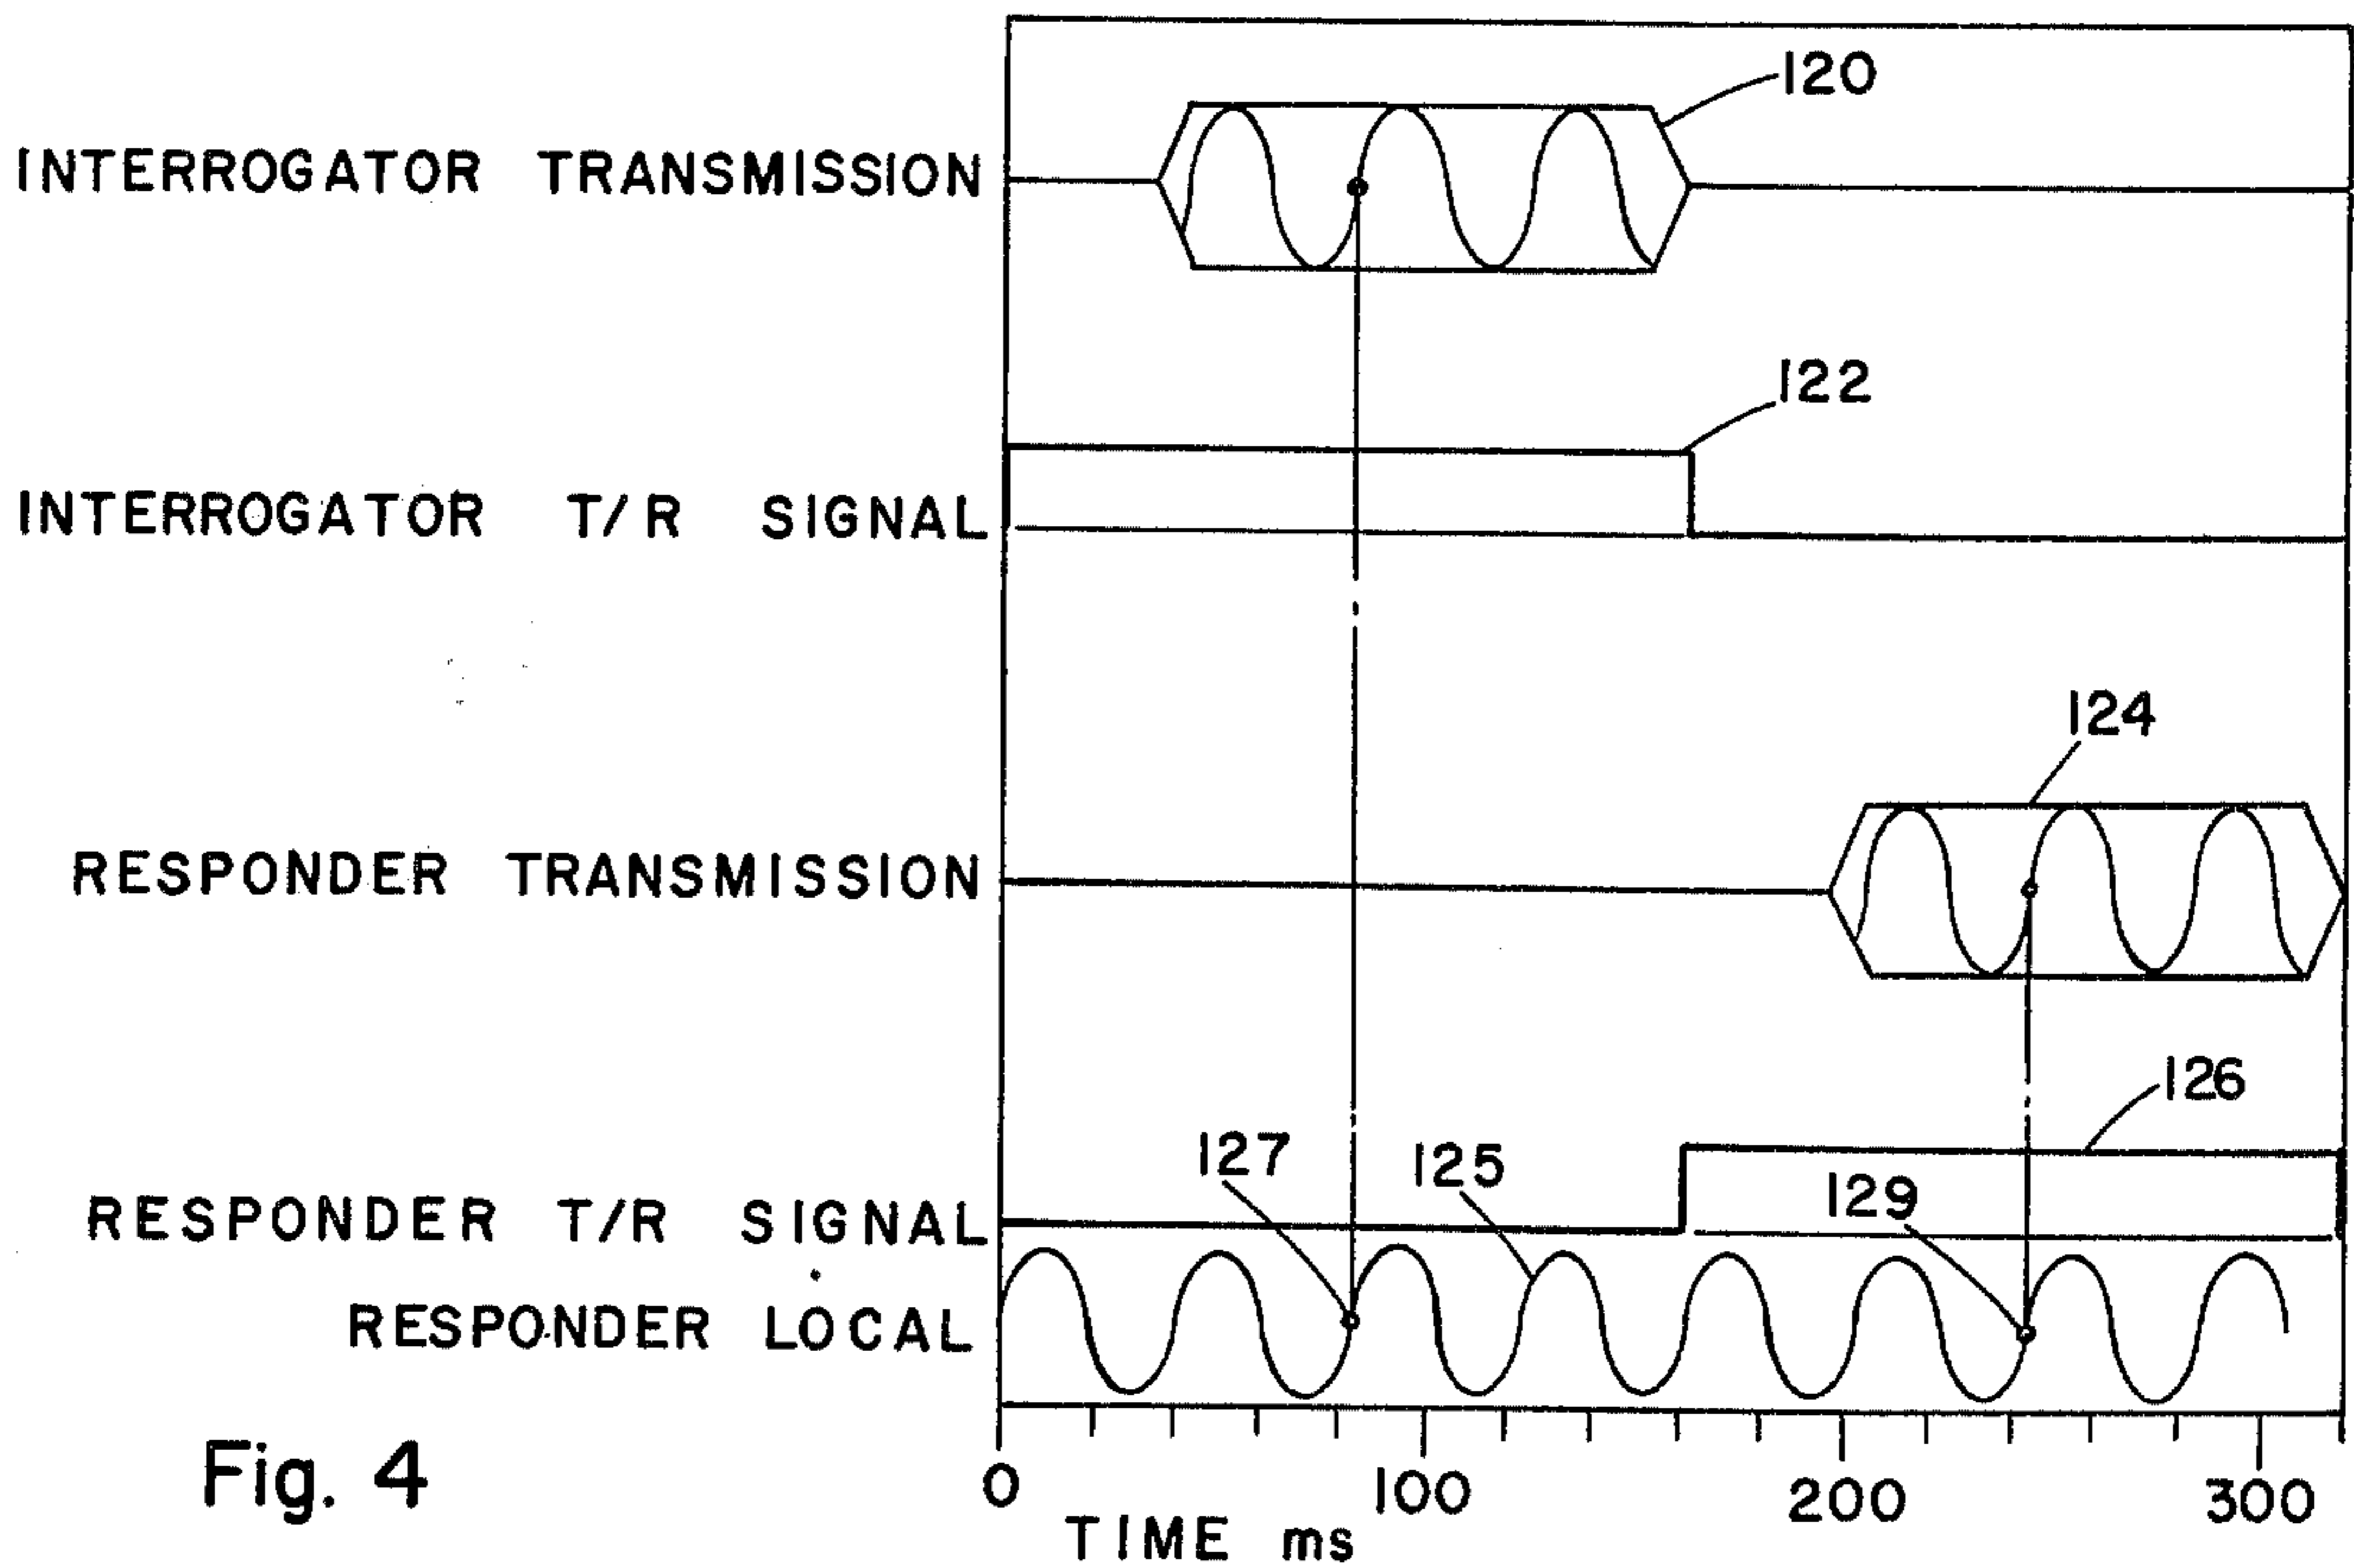 120
INTERROGATOR TRANSMISSION
122
INTERROGATOR T/R SIGNAL
124
RESPONDER TRANSMISSION
126
127 125 129
RESPONDER T/R SIGNAL
RESPONDER LOCAL
0 100 200 300
TIME ms
Fig. 4